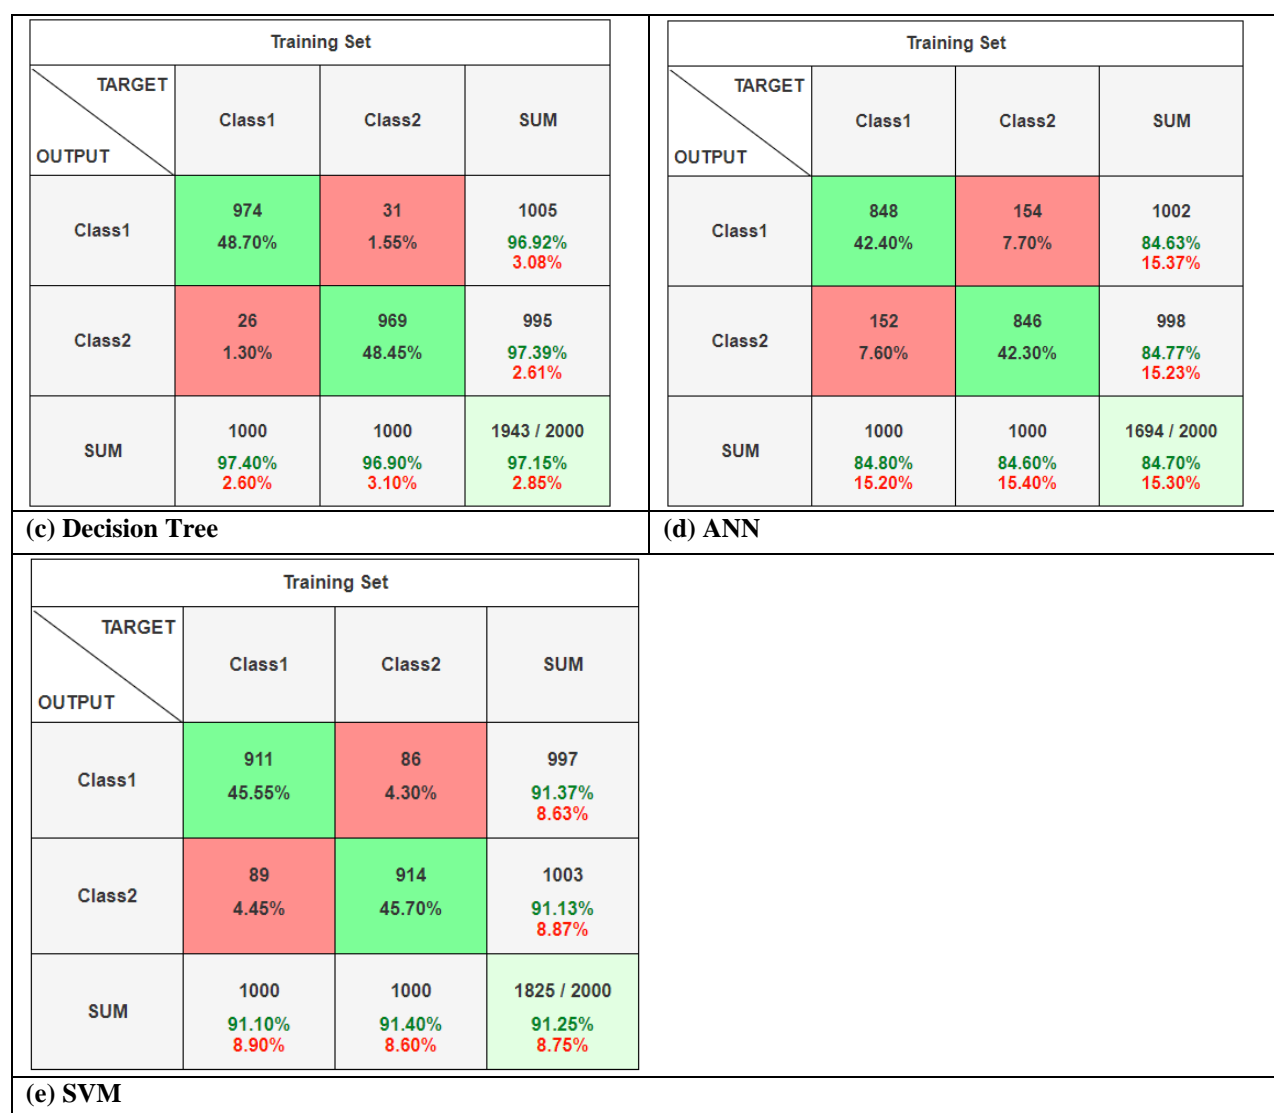 Training Set
TARGET
OUTPUT
Class1
Class2
SUM
Class1
974
48.70%
31
1.55%
1005
96.92%
3.08%
Class2
26
1.30%
969
48.45%
995
97.39%
2.61%
SUM
1000
97.40%
2.60%
1000
96.90%
3.10%
1943 / 2000
97.15%
2.85%
(c) Decision Tree
Training Set
TARGET
OUTPUT
Class1
Class2
SUM
Class1
848
42.40%
154
7.70%
1002
84.63%
15.37%
Class2
152
7.60%
846
42.30%
998
84.77%
15.23%
SUM
1000
84.80%
15.20%
1000
84.60%
15.40%
1694 / 2000
84.70%
15.30%
(d) ANN
Training Set
TARGET
OUTPUT
Class1
Class2
SUM
Class1
911
45.55%
86
4.30%
997
91.37%
8.63%
Class2
89
4.45%
914
45.70%
1003
91.13%
8.87%
SUM
1000
91.10%
8.90%
1000
91.40%
8.60%
1825 / 2000
91.25%
8.75%
(e) SVM